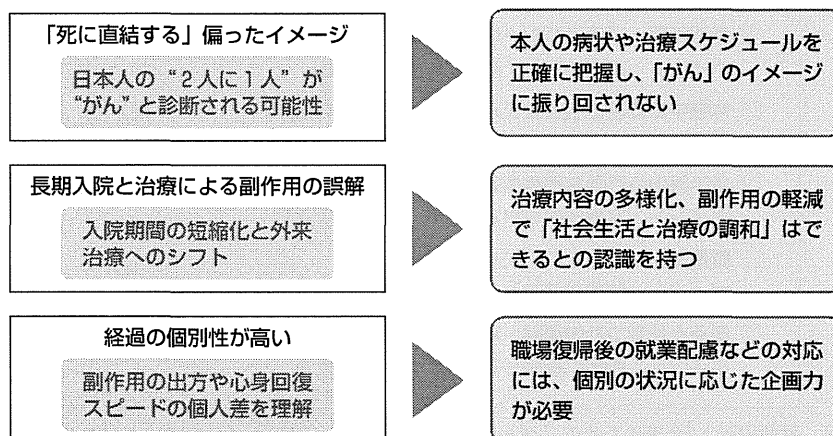 「死に直結する」偏ったイメージ
日本人の“2人に1人”が
“がん”と診断される可能性
本人の病状や治療スケジュールを
正確に把握し、「がん」のイメージ
に振り回されない
長期入院と治療による副作用の誤解
入院期間の短縮化と外来
治療へのシフト
治療内容の多様化、副作用の軽減
で「社会生活と治療の調和」はで
きるとの認識を持つ
経過の個別性が高い
副作用の出方や心身回復
スピードの個人差を理解
職場復帰後の就業配慮などの対応
には、個別の状況に応じた企画力
が必要